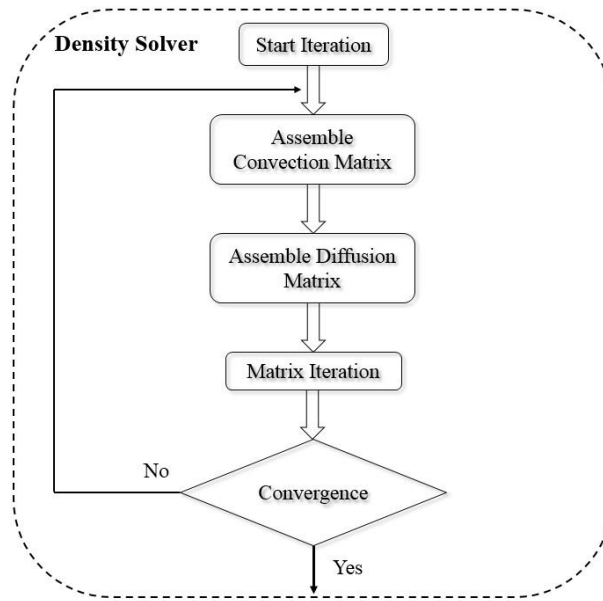 Density Solver
Start Iteration
Assemble
Convection Matrix
Assemble Diffusion
Matrix
Matrix Iteration
No
Convergence
Yes